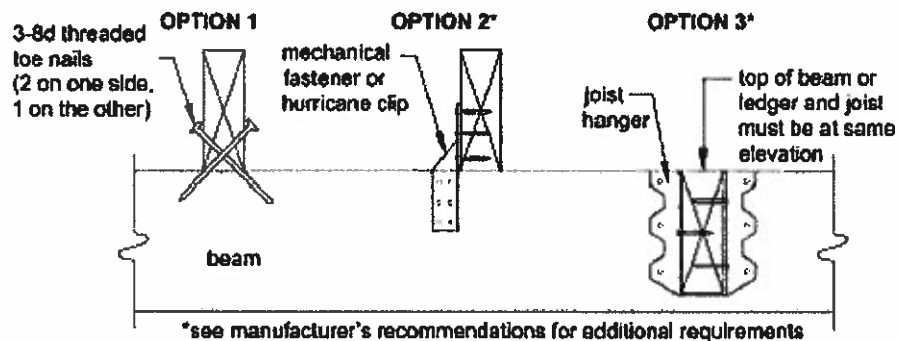 OPTION 1
3-8d threaded
toe nails
(2 on one side,
1 on the other)
OPTION 2*
mechanical
fastener or
hurricane clip
OPTION 3*
joist
hanger
top of beam or
ledger and joist
must be at same
elevation
beam
*see manufacturer's recommendations for additional requirements